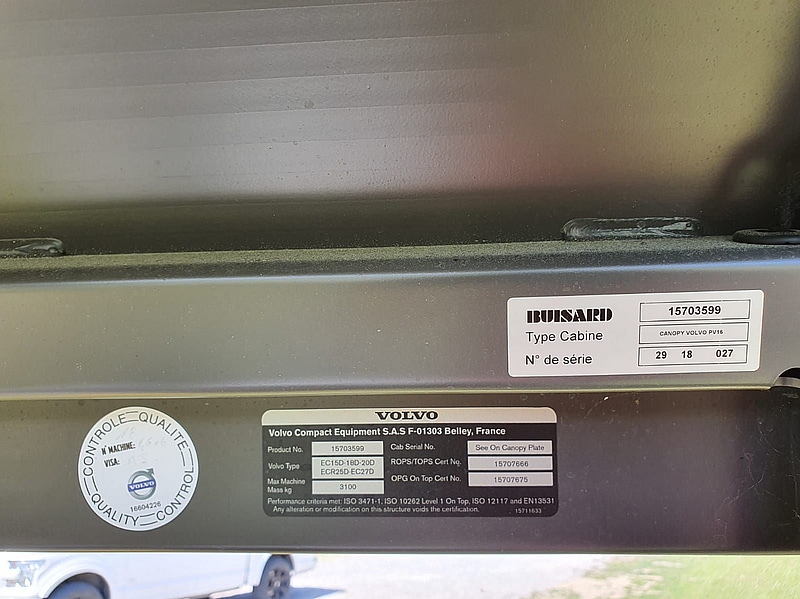 BUISARD 15703599
Type Cabine CANOPY VOLVO PV16
N° de série 29 18 027
CONTROLE QUALITE
N° MACHINE:
VISA:
VOLVO
16604226
QUALITY CONTROL
VOLVO
Volvo Compact Equipment S.A.S F-01303 Belley, France
Product No. 15703599 Cab Serial No. See On Canopy Plate
Volvo Type EC15D-18D-20D ECR25D-EC27D ROPS/TOPS Cert No. 15707666
Max Machine Mass kg 3100 OPG On Top Cert No. 15707675
Performance criteria met: ISO 3471-1, ISO 10262 Level 1 On Top, ISO 12117 and EN13531
Any alteration or modification on this structure voids the certification. 15711633